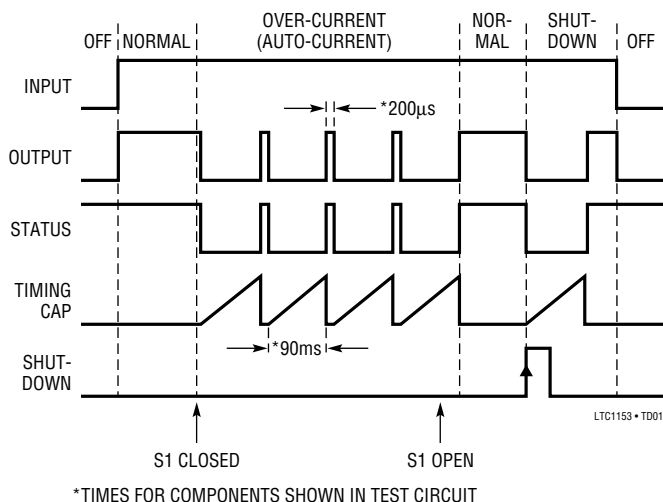 OVER-CURRENT
(AUTO-CURRENT)
NOR-
MAL
SHUT-
DOWN
OFF
NORMAL
OFF
INPUT
*200µs
OUTPUT
STATUS
TIMING
CAP
*90ms
SHUT-
DOWN
LTC1153 • TD01
S1 CLOSED
S1 OPEN
*TIMES FOR COMPONENTS SHOWN IN TEST CIRCUIT